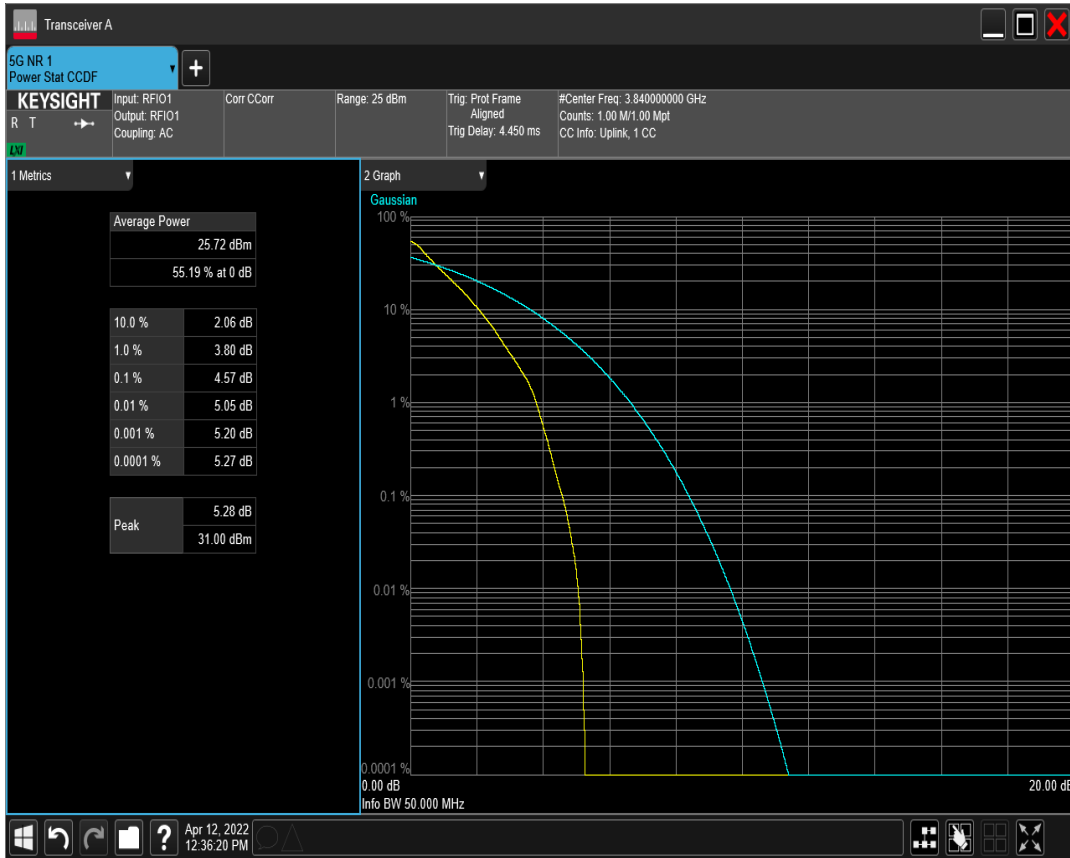 Transceiver A
5G NR 1
Power Stat CCDF
+
KEYSIGHT
R T
LXI
Input: RFIO1
Output: RFIO1
Coupling: AC
Corr CCorr
Range: 25 dBm
Trig: Prot Frame
Aligned
Trig Delay: 4.450 ms
#Center Freq: 3.840000000 GHz
Counts: 1.00 M/1.00 Mpt
CC Info: Uplink, 1 CC
1 Metrics
Average Power
25.72 dBm
55.19 % at 0 dB
10.0 % 2.06 dB
1.0 % 3.80 dB
0.1 % 4.57 dB
0.01 % 5.05 dB
0.001 % 5.20 dB
0.0001 % 5.27 dB
Peak
5.28 dB
31.00 dBm
2 Graph
Gaussian
100 %
10 %
1 %
0.1 %
0.01 %
0.001 %
0.0001 %
0.00 dB 20.00 dB
Info BW 50.000 MHz
?
Apr 12, 2022
12:36:20 PM